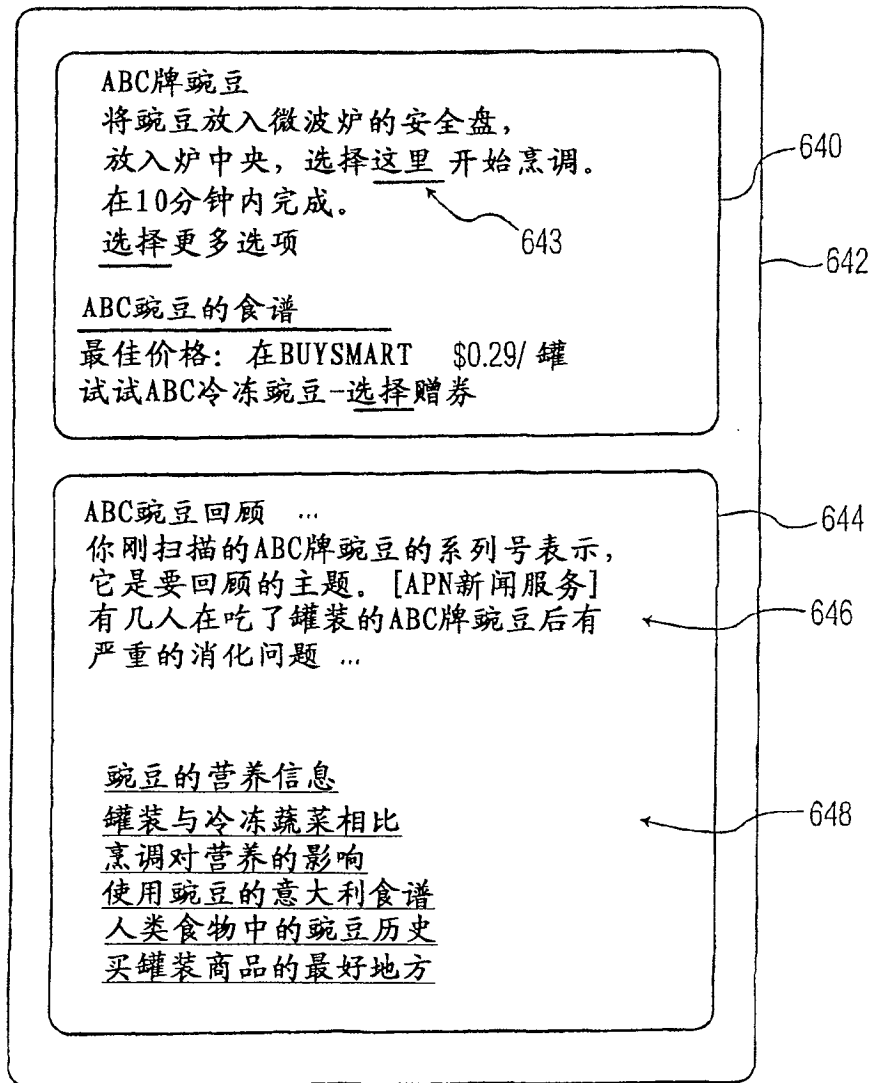 ABC牌豌豆
将豌豆放入微波炉的安全盘，
放入炉中央，选择这里 开始烹调。
在10分钟内完成。
选择更多选项
ABC豌豆的食谱
最佳价格：在BUYSMART $0.29/ 罐
试试ABC冷冻豌豆-选择赠券
640
643
642
ABC豌豆回顾 …
你刚扫描的ABC牌豌豆的系列号表示，
它是要回顾的主题。[APN新闻服务]
有几人在吃了罐装的ABC牌豌豆后有
严重的消化问题 …
644
646
豌豆的营养信息
罐装与冷冻蔬菜相比
烹调对营养的影响
使用豌豆的意大利食谱
人类食物中的豌豆历史
买罐装商品的最好地方
648